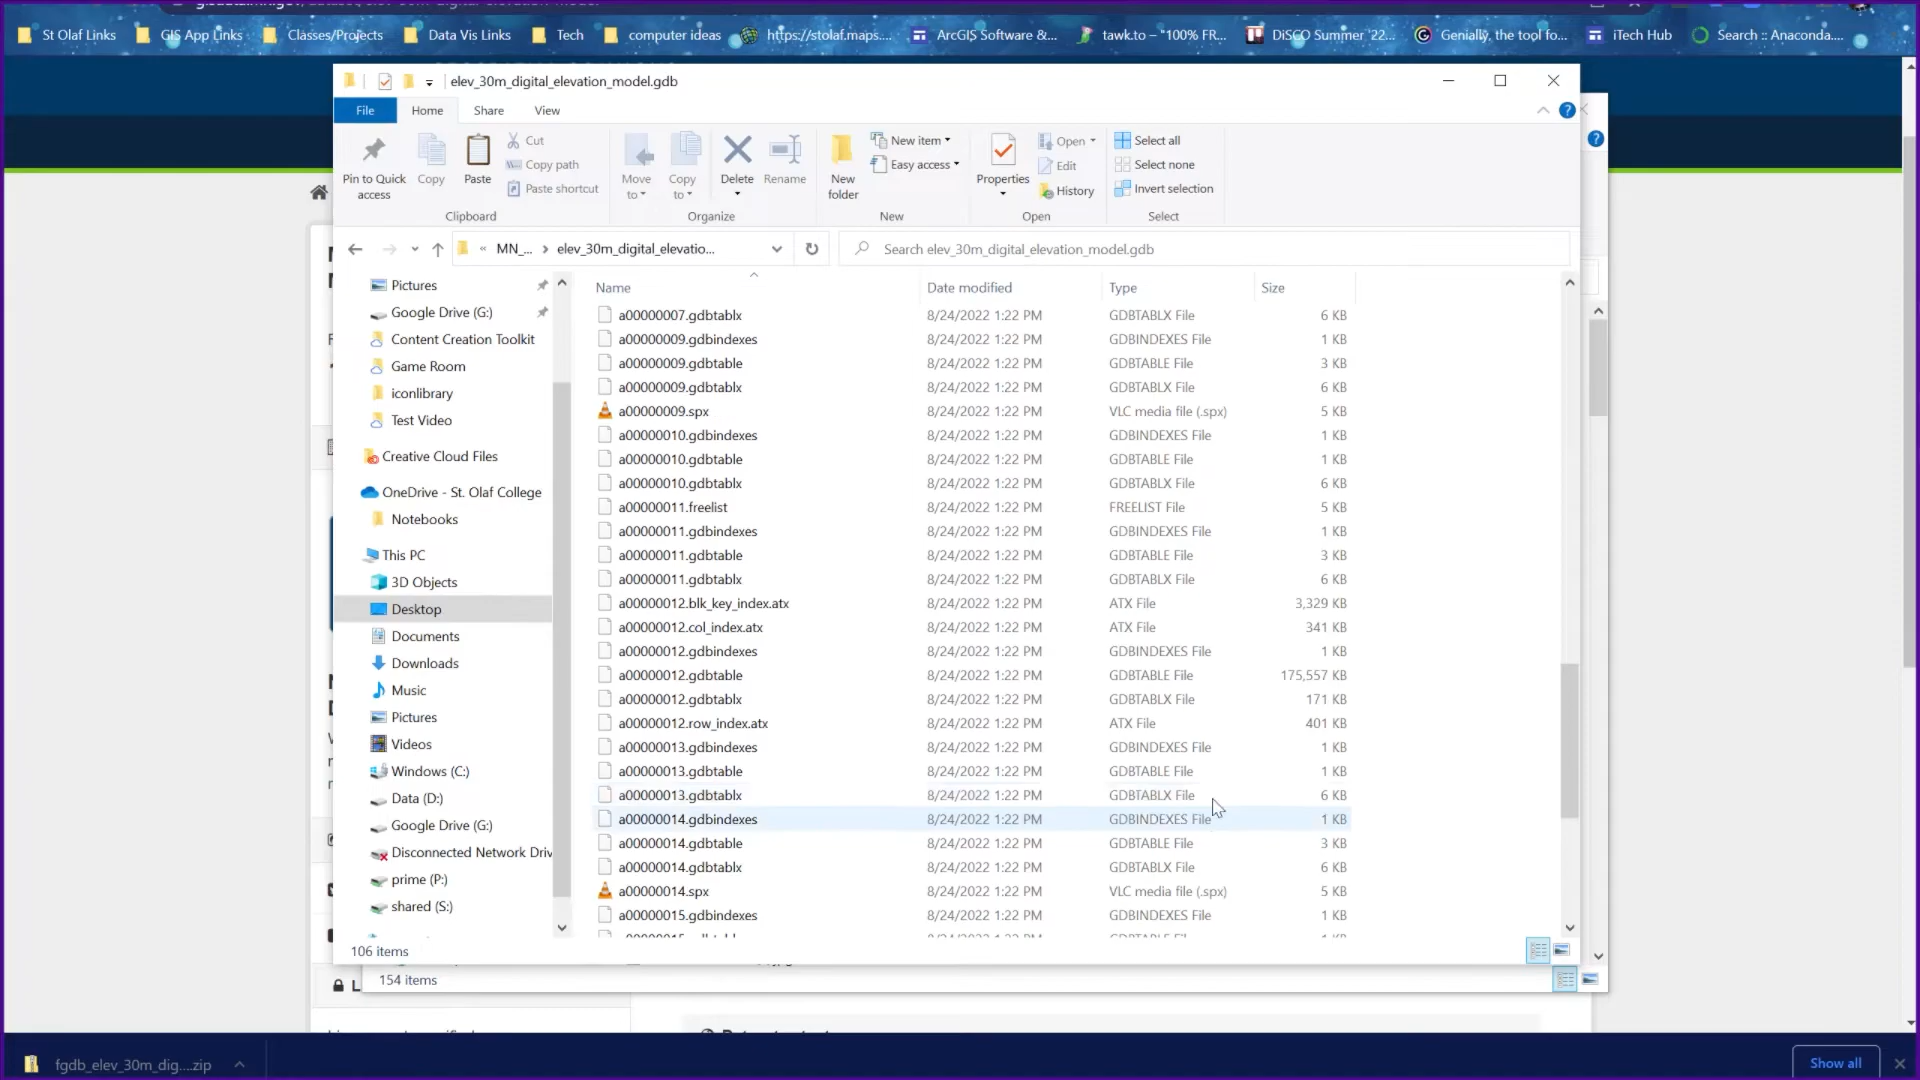 St Olaf Links
GIS App Links
Classes/Projects
Data Vis Links
Tech
computer ideas
https://stolaf.maps....
ArcGIS Software &...
tawk.to – "100% FR...
DiSCO Summer '22...
Genially, the tool fo...
iTech Hub
Search :: Anaconda....
elev_30m_digital_elevation_model.gdb
File
Home
Share
View
Pin to Quick access
Copy
Paste
Cut
Copy path
Paste shortcut
Clipboard
Move to
Copy to
Delete
Rename
Organize
New folder
New item
Easy access
New
Properties
Open
Edit
History
Open
Select all
Select none
Invert selection
Select
« MN_... > elev_30m_digital_elevatio...
Search elev_30m_digital_elevation_model.gdb
Pictures
Google Drive (G:)
Content Creation Toolkit
Game Room
iconlibrary
Test Video
Creative Cloud Files
OneDrive - St. Olaf College
Notebooks
This PC
3D Objects
Desktop
Documents
Downloads
Music
Pictures
Videos
Windows (C:)
Data (D:)
Google Drive (G:)
Disconnected Network Driv
prime (P:)
shared (S:)
Name Date modified Type Size
a00000007.gdbtablx 8/24/2022 1:22 PM GDBTABLX File 6 KB
a00000009.gdbindexes 8/24/2022 1:22 PM GDBINDEXES File 1 KB
a00000009.gdbtable 8/24/2022 1:22 PM GDBTABLE File 3 KB
a00000009.gdbtablx 8/24/2022 1:22 PM GDBTABLX File 6 KB
a00000009.spx 8/24/2022 1:22 PM VLC media file (.spx) 5 KB
a00000010.gdbindexes 8/24/2022 1:22 PM GDBINDEXES File 1 KB
a00000010.gdbtable 8/24/2022 1:22 PM GDBTABLE File 1 KB
a00000010.gdbtablx 8/24/2022 1:22 PM GDBTABLX File 6 KB
a00000011.freelist 8/24/2022 1:22 PM FREELIST File 5 KB
a00000011.gdbindexes 8/24/2022 1:22 PM GDBINDEXES File 1 KB
a00000011.gdbtable 8/24/2022 1:22 PM GDBTABLE File 3 KB
a00000011.gdbtablx 8/24/2022 1:22 PM GDBTABLX File 6 KB
a00000012.blk_key_index.atx 8/24/2022 1:22 PM ATX File 3,329 KB
a00000012.col_index.atx 8/24/2022 1:22 PM ATX File 341 KB
a00000012.gdbindexes 8/24/2022 1:22 PM GDBINDEXES File 1 KB
a00000012.gdbtable 8/24/2022 1:22 PM GDBTABLE File 175,557 KB
a00000012.gdbtablx 8/24/2022 1:22 PM GDBTABLX File 171 KB
a00000012.row_index.atx 8/24/2022 1:22 PM ATX File 401 KB
a00000013.gdbindexes 8/24/2022 1:22 PM GDBINDEXES File 1 KB
a00000013.gdbtable 8/24/2022 1:22 PM GDBTABLE File 1 KB
a00000013.gdbtablx 8/24/2022 1:22 PM GDBTABLX File 6 KB
a00000014.gdbindexes 8/24/2022 1:22 PM GDBINDEXES File 1 KB
a00000014.gdbtable 8/24/2022 1:22 PM GDBTABLE File 3 KB
a00000014.gdbtablx 8/24/2022 1:22 PM GDBTABLX File 6 KB
a00000014.spx 8/24/2022 1:22 PM VLC media file (.spx) 5 KB
a00000015.gdbindexes 8/24/2022 1:22 PM GDBINDEXES File 1 KB
106 items
154 items
fgdb_elev_30m_dig....zip
Show all